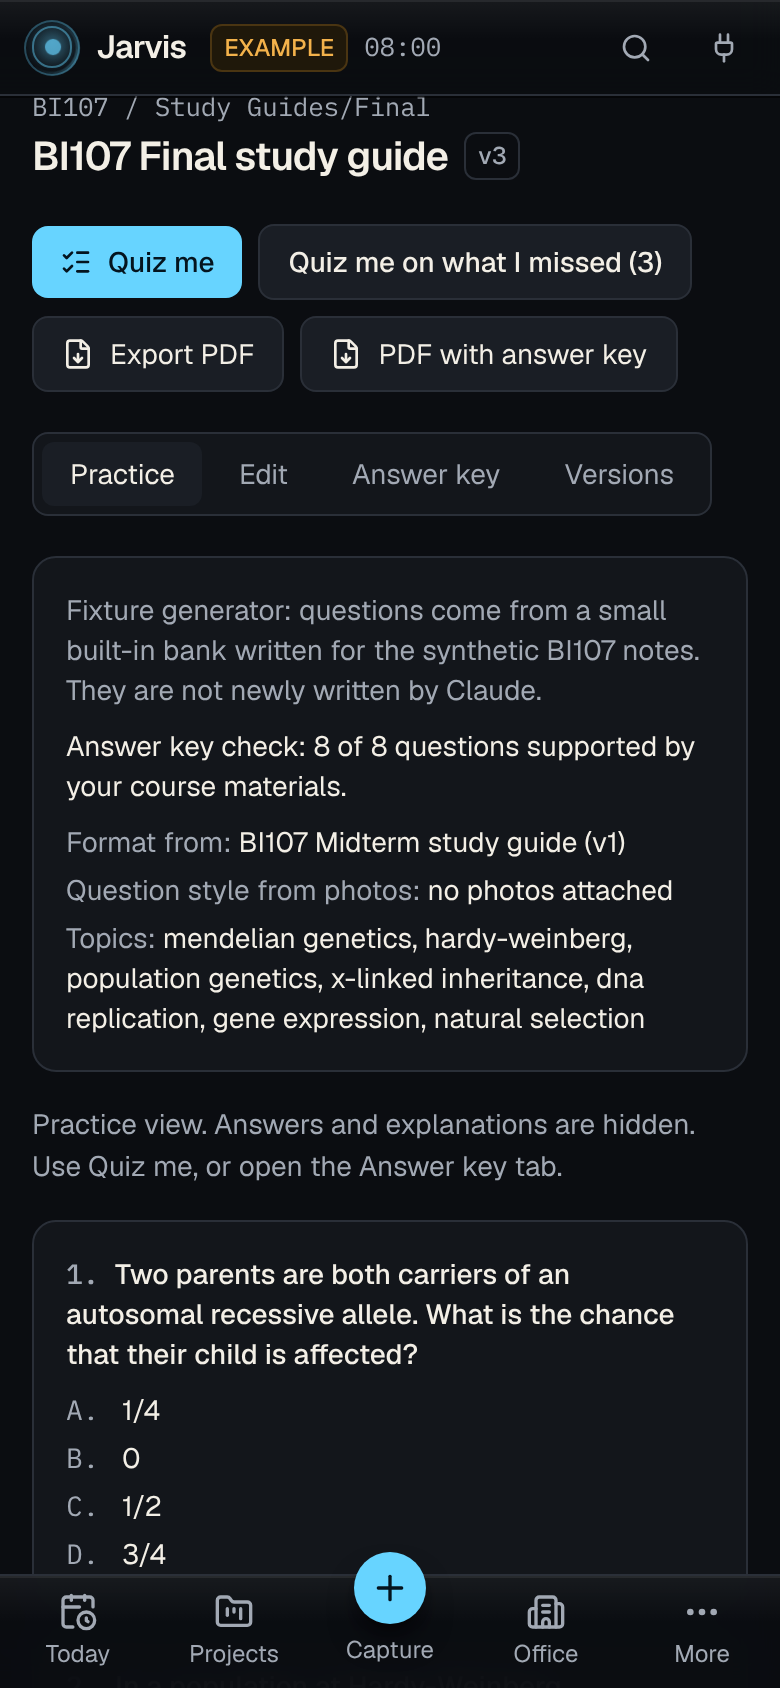 Jarvis EXAMPLE 08:00
BI107 / Study Guides/Final
BI107 Final study guide v3
Quiz me
Quiz me on what I missed (3)
Export PDF
PDF with answer key
Practice Edit Answer key Versions
Fixture generator: questions come from a small
built-in bank written for the synthetic BI107 notes.
They are not newly written by Claude.
Answer key check: 8 of 8 questions supported by
your course materials.
Format from: BI107 Midterm study guide (v1)
Question style from photos: no photos attached
Topics: mendelian genetics, hardy-weinberg,
population genetics, x-linked inheritance, dna
replication, gene expression, natural selection
Practice view. Answers and explanations are hidden.
Use Quiz me, or open the Answer key tab.
1. Two parents are both carriers of an
autosomal recessive allele. What is the chance
that their child is affected?
A. 1/4
B. 0
C. 1/2
D. 3/4
Today Projects Capture Office More